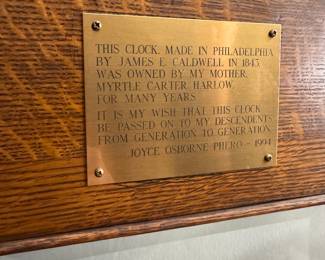 THIS CLOCK, MADE IN PHILADELPHIA
BY JAMES E. CALDWELL IN 1843,
WAS OWNED BY MY MOTHER,
MYRTLE CARTER HARLOW,
FOR MANY YEARS.
IT IS MY WISH THAT THIS CLOCK
BE PASSED ON TO MY DESCENDENTS
FROM GENERATION TO GENERATION.
JOYCE OSBORNE PHERO - 1994